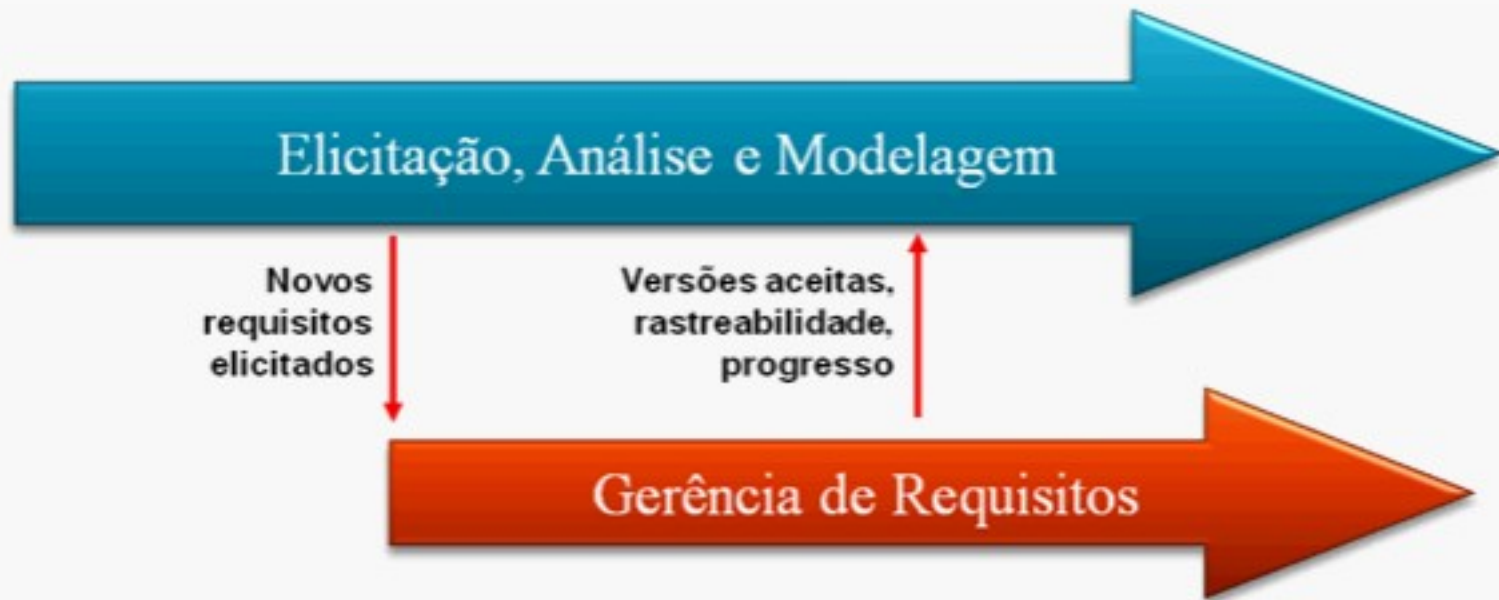 Elicitação, Análise e Modelagem
Novos
requisitos
elicitados
Versões aceitas,
rastreabilidade,
progresso
Gerência de Requisitos